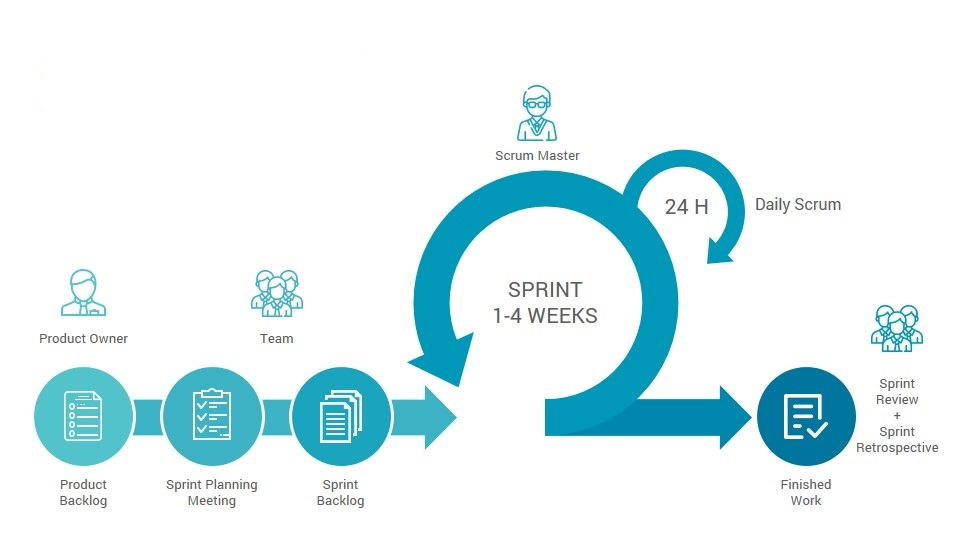 Scrum Master
24 H
Daily Scrum
SPRINT
1-4 WEEKS
Product Owner
Team
Product
Backlog
Sprint Planning
Meeting
Sprint
Backlog
Finished
Work
Sprint
Review
+
Sprint
Retrospective